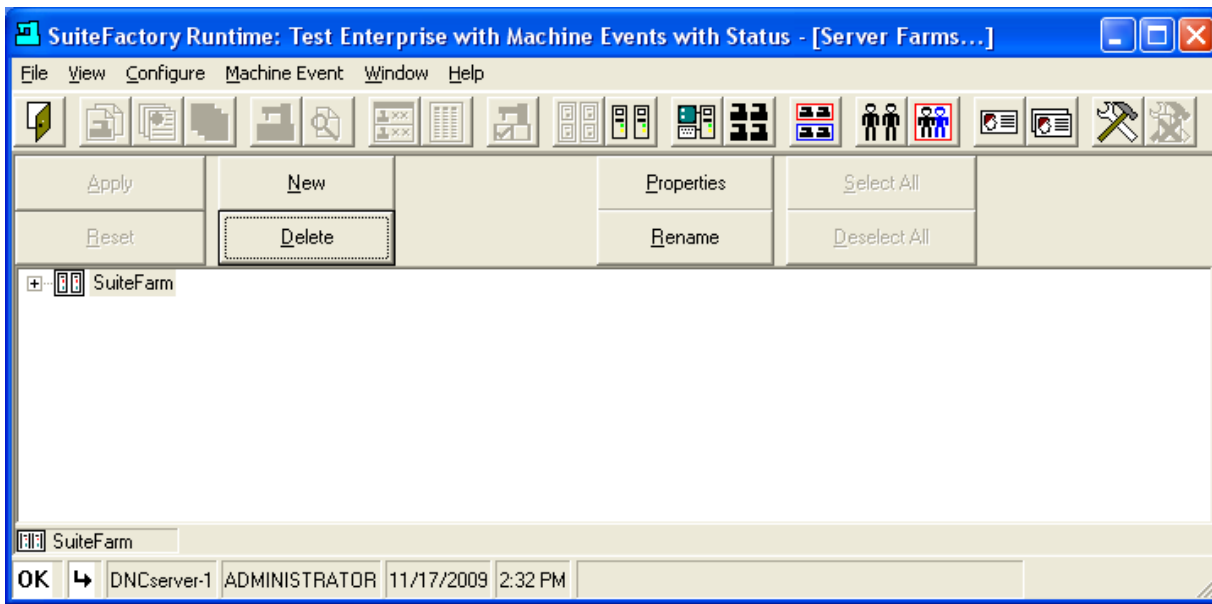 SuiteFactory Runtime: Test Enterprise with Machine Events with Status - [Server Farms...]
File View Configure Machine Event Window Help
Apply New Properties Select All
Reset Delete Rename Deselect All
SuiteFarm
SuiteFarm
OK DNCserver-1 ADMINISTRATOR 11/17/2009 2:32 PM